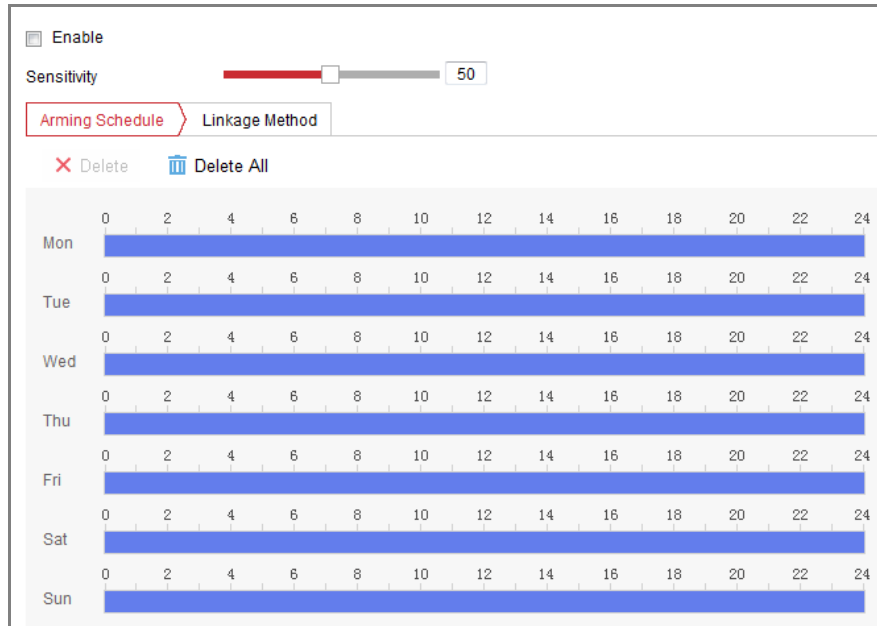 Enable
Sensitivity 50
Arming Schedule Linkage Method
Delete Delete All
0 2 4 6 8 10 12 14 16 18 20 22 24
Mon
0 2 4 6 8 10 12 14 16 18 20 22 24
Tue
0 2 4 6 8 10 12 14 16 18 20 22 24
Wed
0 2 4 6 8 10 12 14 16 18 20 22 24
Thu
0 2 4 6 8 10 12 14 16 18 20 22 24
Fri
0 2 4 6 8 10 12 14 16 18 20 22 24
Sat
0 2 4 6 8 10 12 14 16 18 20 22 24
Sun